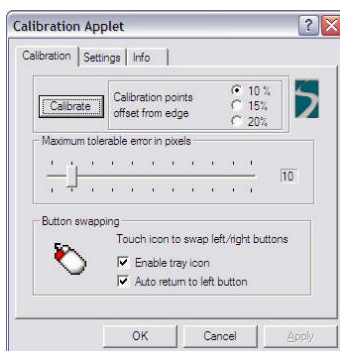 Calibration Applet
Calibration Settings Info
Calibrate
Calibration points
offset from edge
10 %
15%
20%
Maximum tolerable error in pixels
10
Button swapping
Touch icon to swap left/right buttons
Enable tray icon
Auto return to left button
OK Cancel Apply